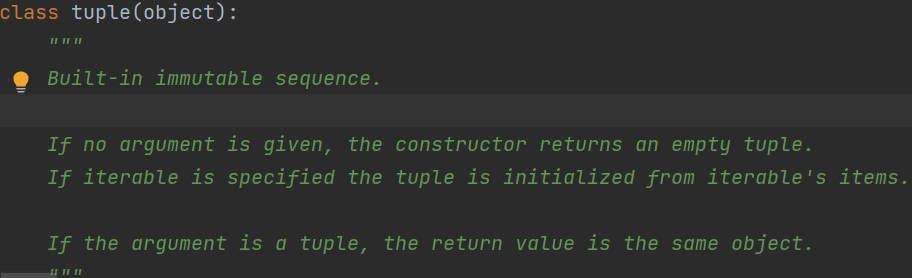 class tuple(object):
"""
Built-in immutable sequence.
If no argument is given, the constructor returns an empty tuple.
If iterable is specified the tuple is initialized from iterable's items.
If the argument is a tuple, the return value is the same object.
"""